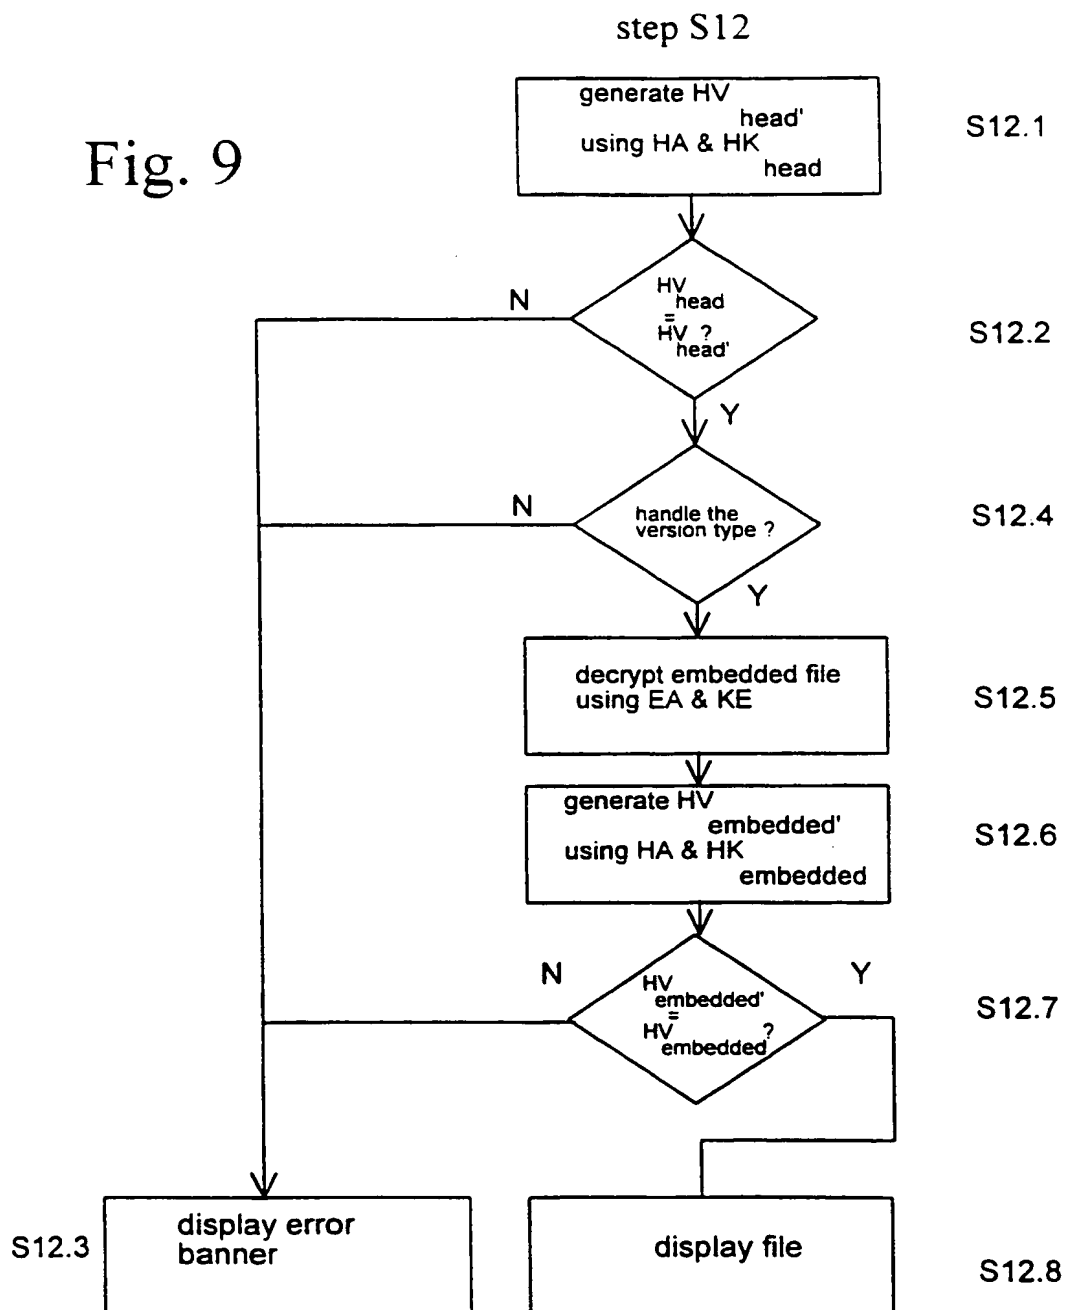 step S12
Fig. 9
generate HV
head'
using HA & HK
head
S12.1
N
HV
head
=
HV ?
head'
S12.2
Y
N
handle the
version type ?
S12.4
Y
decrypt embedded file
using EA & KE
S12.5
generate HV
embedded'
using HA & HK
embedded
S12.6
N
HV
embedded'
=
HV ?
embedded
Y
S12.7
S12.3
display error
banner
display file
S12.8